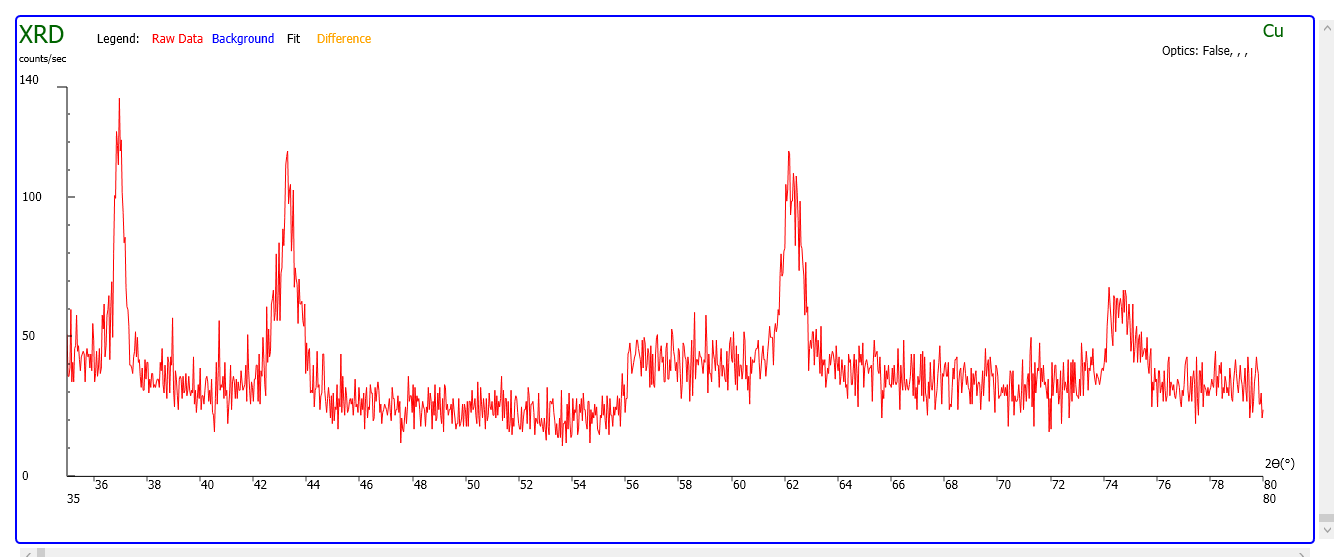 XRD
Legend: Raw Data Background Fit Difference
Cu
counts/sec
Optics: False, , ,
140
100
50
0
2Θ(°)
36 38 40 42 44 46 48 50 52 54 56 58 60 62 64 66 68 70 72 74 76 78 80
35 80